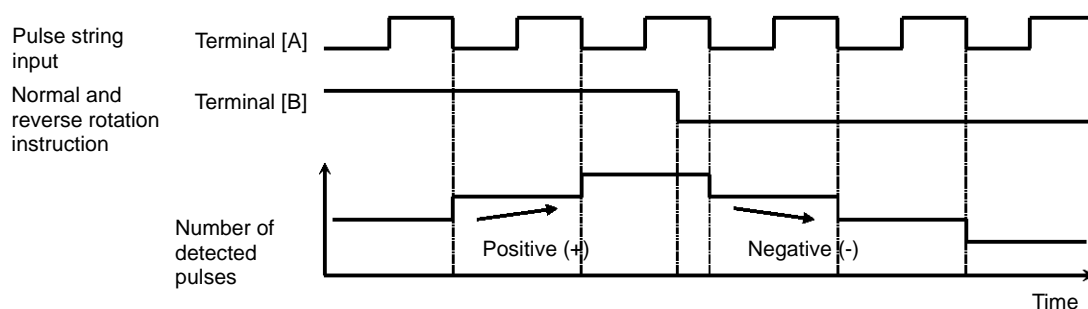 Pulse string
input
Terminal [A]
Normal and
reverse rotation
instruction
Terminal [B]
Number of
detected
pulses
Positive (+)
Negative (-)
Time